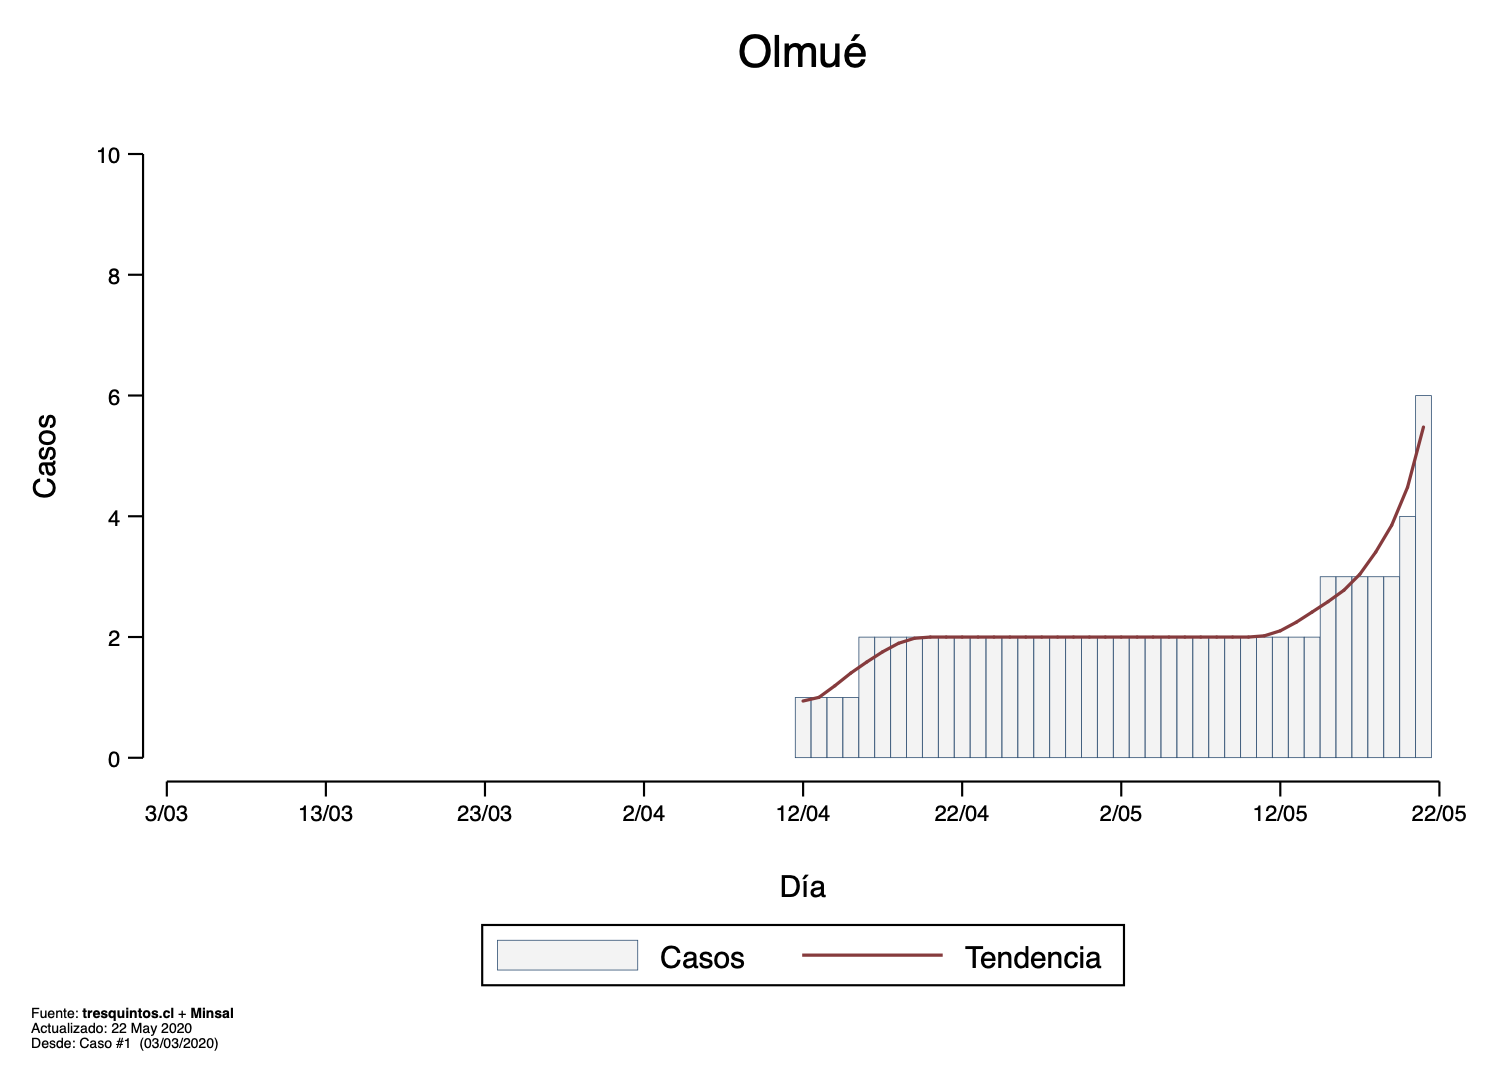 Olmué
10
8
6
4
2
0
Casos
3/03 13/03 23/03 2/04 12/04 22/04 2/05 12/05 22/05
Día
Casos Tendencia
Fuente: tresquintos.cl + Minsal
Actualizado: 22 May 2020
Desde: Caso #1 (03/03/2020)